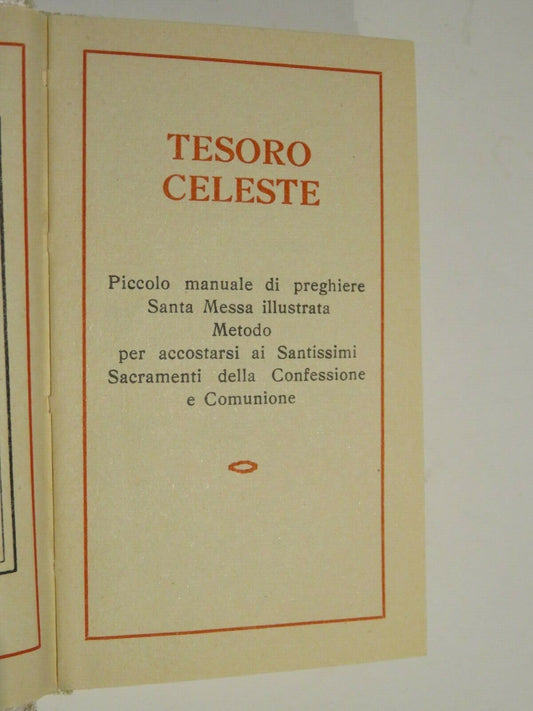 TESORO
CELESTE
Piccolo manuale di preghiere
Santa Messa illustrata
Metodo
per accostarsi ai Santissimi
Sacramenti della Confessione
e Comunione